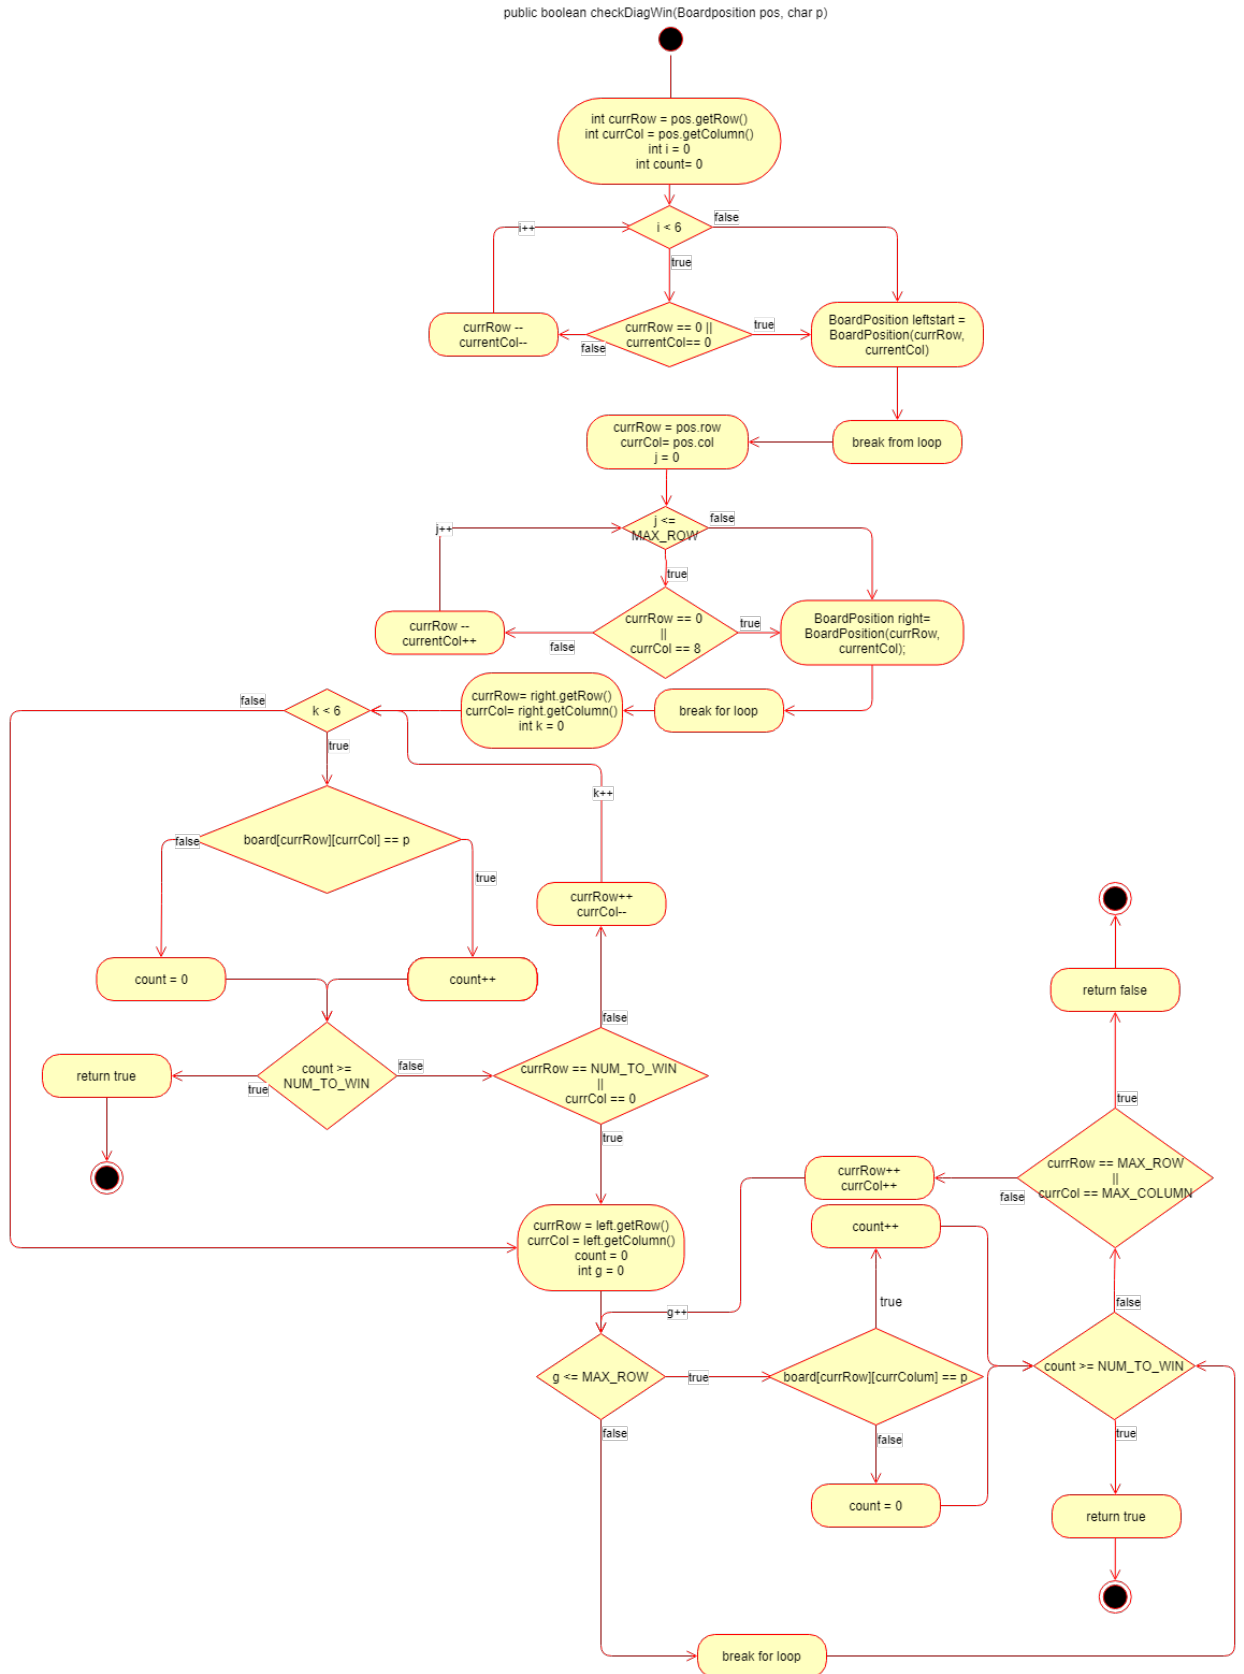 public boolean checkDiagWin(Boardposition pos, char p)
int currRow = pos.getRow()
int currCol = pos.getColumn()
int i = 0
int count= 0
i++
i < 6
false
true
currRow --
currentCol--
false
currRow == 0 ||
currentCol== 0
true
BoardPosition leftstart =
BoardPosition(currRow,
currentCol)
currRow = pos.row
currCol= pos.col
j = 0
break from loop
j++
j <=
MAX_ROW
false
true
currRow --
currentCol++
false
currRow == 0
||
currCol == 8
true
BoardPosition right=
BoardPosition(currRow,
currentCol);
false
k < 6
currRow= right.getRow()
currCol= right.getColumn()
int k = 0
break for loop
true
k++
false
board[currRow][currCol] == p
true
currRow++
currCol--
count = 0
count++
return false
false
return true
true
count >=
NUM_TO_WIN
false
currRow == NUM_TO_WIN
||
currCol == 0
true
true
currRow++
currCol++
false
currRow == MAX_ROW
||
currCol == MAX_COLUMN
currRow = left.getRow()
currCol = left.getColumn()
count = 0
int g = 0
count++
g++
true
false
g <= MAX_ROW
true
board[currRow][currColum] == p
count >= NUM_TO_WIN
false
false
true
count = 0
return true
break for loop